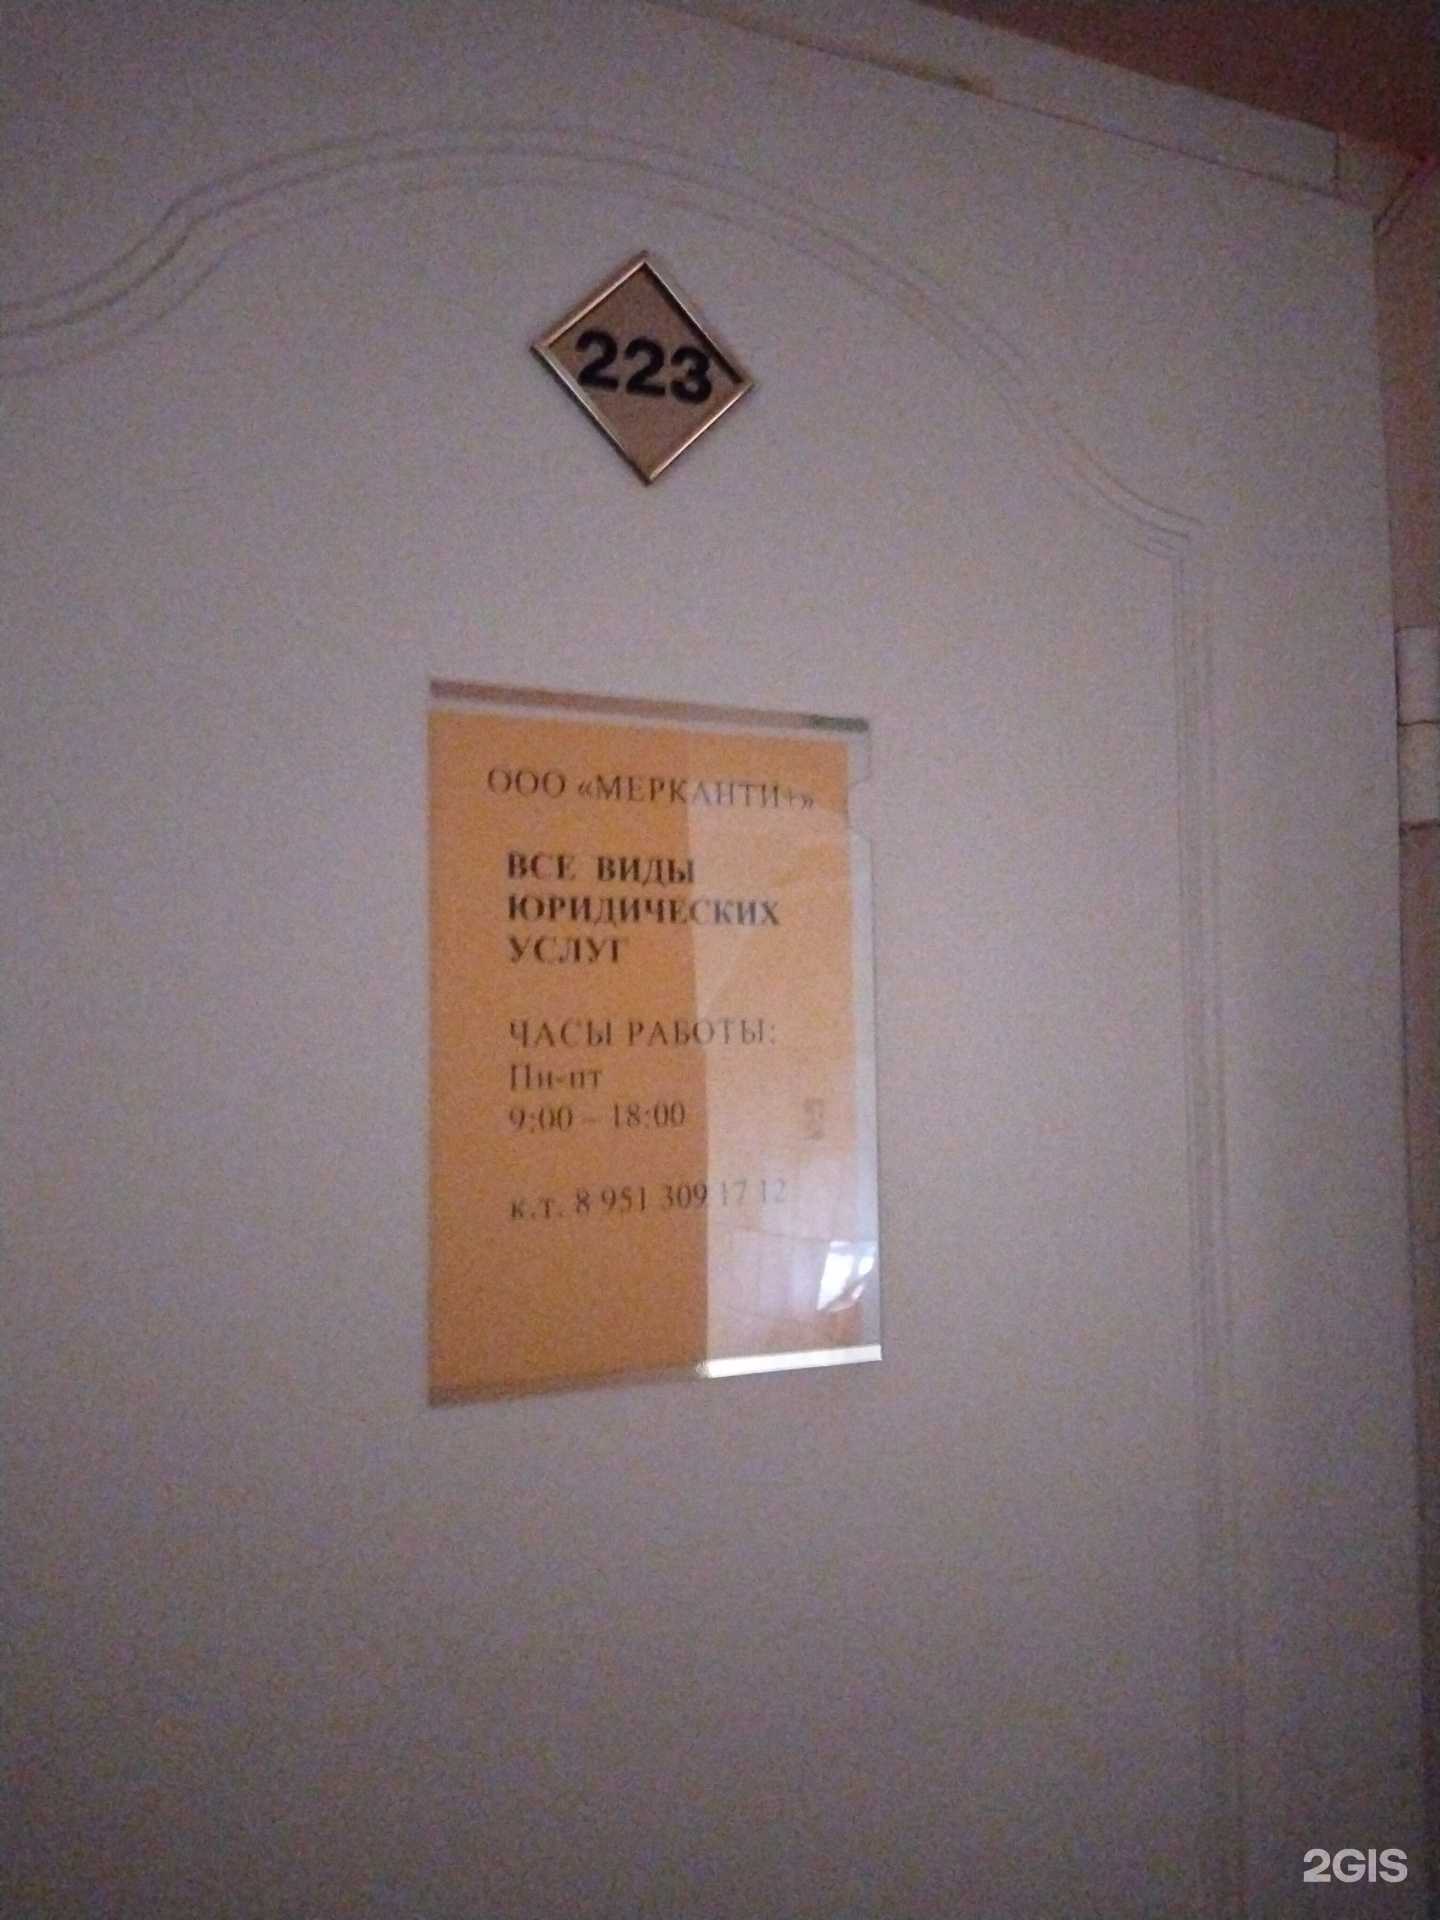 223
ООО «МЕРКАНТИ+»
ВСЕ ВИДЫ
ЮРИДИЧЕСКИХ
УСЛУГ
ЧАСЫ РАБОТЫ:
Пн-пт
9:00 – 18:00
к.т. 8 951 309 17 12
2GIS